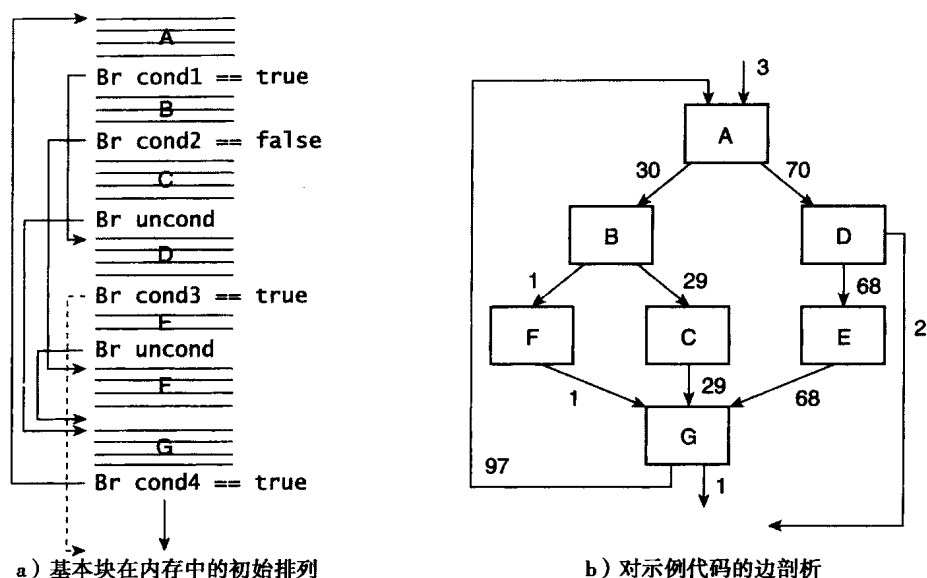 A
Br cond1 == true
B
Br cond2 == false
C
Br uncond
D
Br cond3 == true
E
Br uncond
F
G
Br cond4 == true
a）基本块在内存中的初始排列
3
A
30
70
B
D
1
29
68
2
F
C
E
1
29
68
G
97
1
b）对示例代码的边剖析